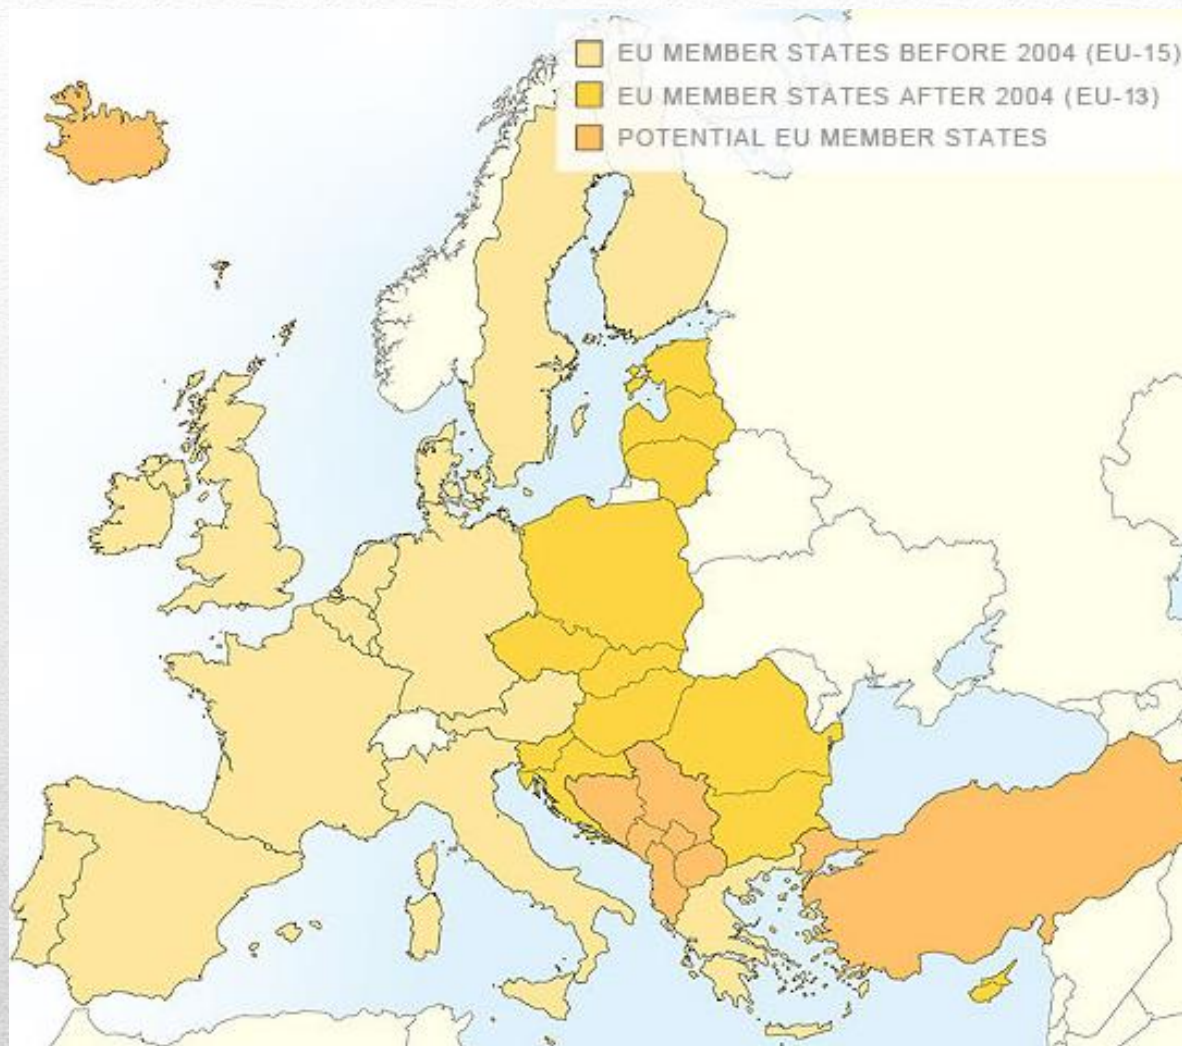 EU MEMBER STATES BEFORE 2004 (EU-15)
EU MEMBER STATES AFTER 2004 (EU-13)
POTENTIAL EU MEMBER STATES